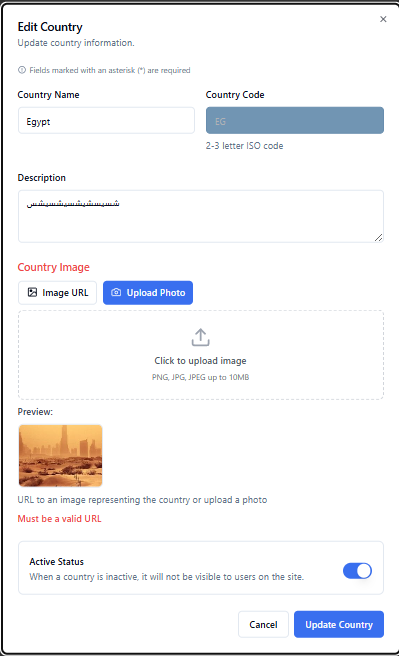 Edit Country
Update country information.
Fields marked with an asterisk (*) are required
Country Name
Country Code
Egypt
EG
2-3 letter ISO code
Description
شسيسشيشسيشسيشس
Country Image
Image URL
Upload Photo
Click to upload image
PNG, JPG, JPEG up to 10MB
Preview:
URL to an image representing the country or upload a photo
Must be a valid URL
Active Status
When a country is inactive, it will not be visible to users on the site.
Cancel
Update Country